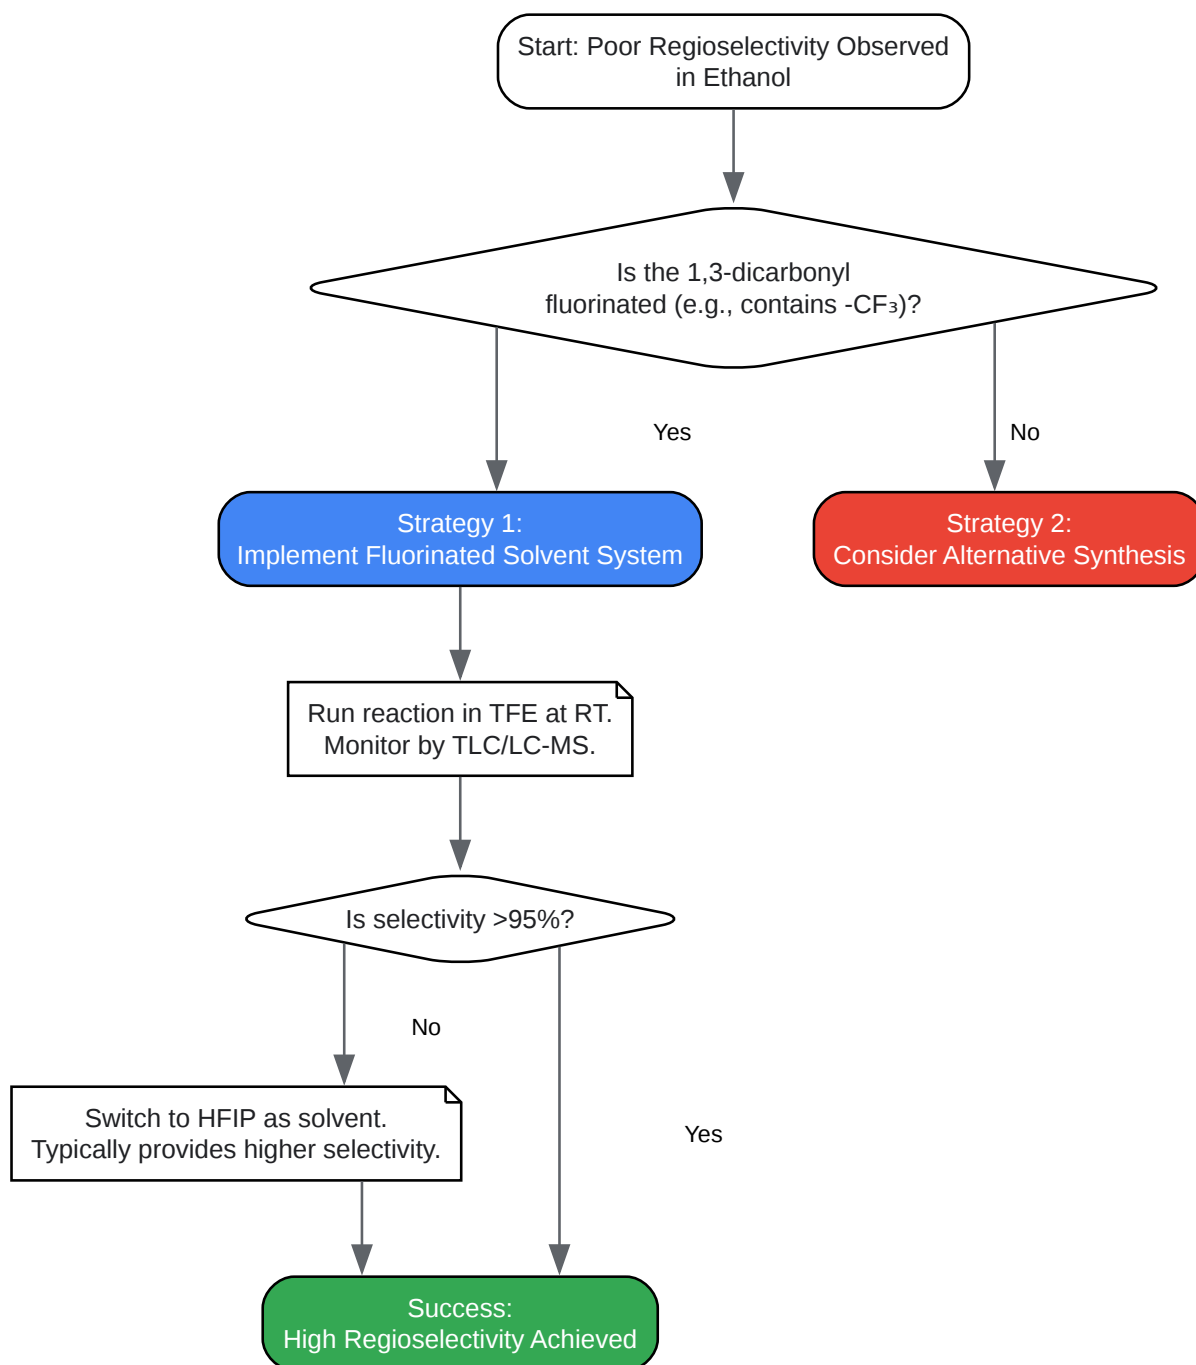 Start: Poor Regioselectivity Observed
in Ethanol
Is the 1,3-dicarbonyl
fluorinated (e.g., contains -CF₃)?
Yes
No
Strategy 1:
Implement Fluorinated Solvent System
Strategy 2:
Consider Alternative Synthesis
Run reaction in TFE at RT.
Monitor by TLC/LC-MS.
Is selectivity >95%?
No
Switch to HFIP as solvent.
Typically provides higher selectivity.
Yes
Success:
High Regioselectivity Achieved